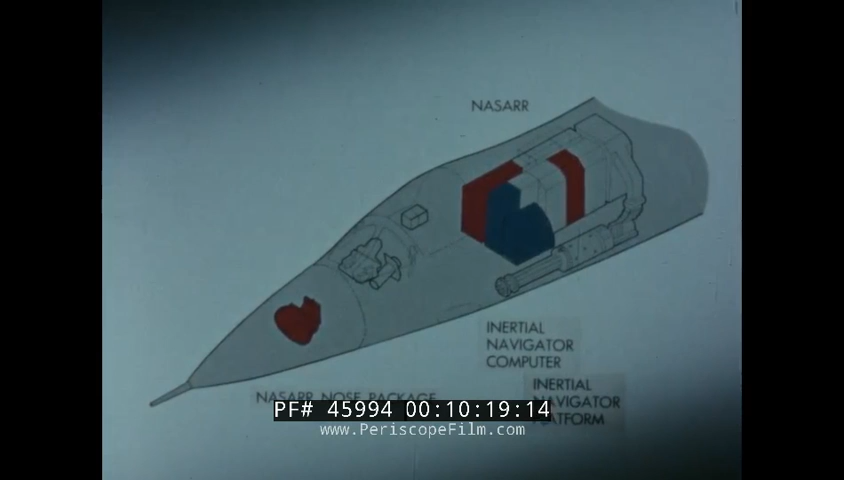 NASARR
INERTIAL
NAVIGATOR
COMPUTER
INERTIAL
NAVIGATOR
PLATFORM
NASARR NOSE PACKAGE
PF# 45994 00:10:19:14
www.PeriscopeFilm.com